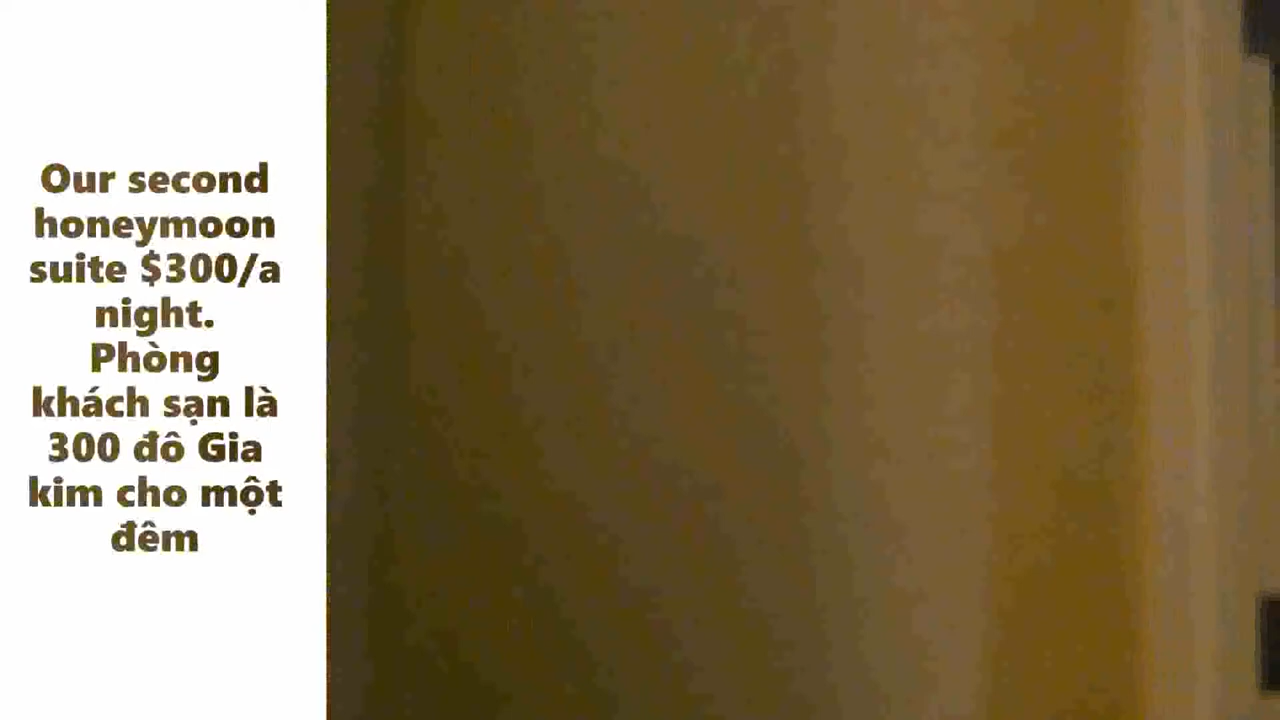 Our second
honeymoon
suite $300/a
night.
Phòng
khách sạn là
300 đô Gia
kim cho một
đêm